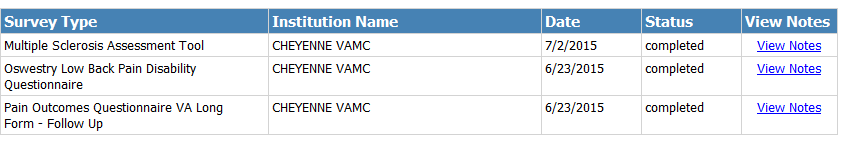 Survey Type Institution Name Date Status View Notes
Multiple Sclerosis Assessment Tool CHEYENNE VAMC 7/2/2015 completed View Notes
Oswestry Low Back Pain Disability CHEYENNE VAMC 6/23/2015 completed View Notes
Questionnaire
Pain Outcomes Questionnaire VA Long CHEYENNE VAMC 6/23/2015 completed View Notes
Form - Follow Up